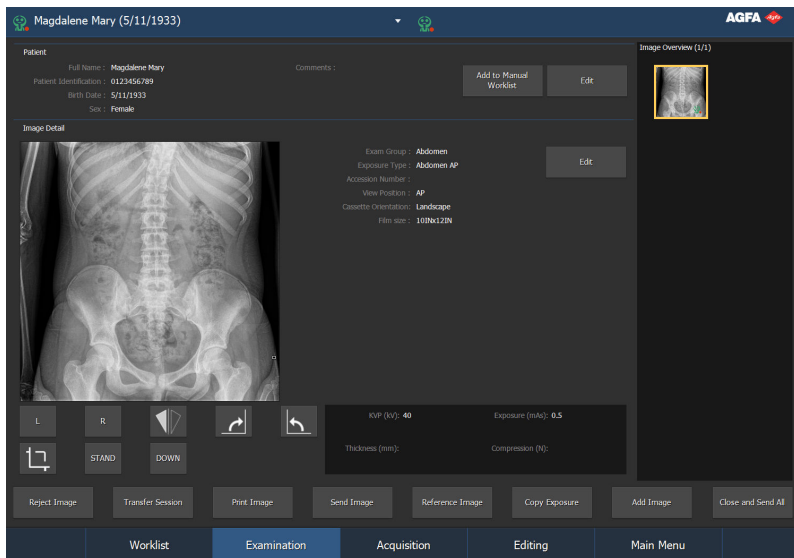 Magdalene Mary (5/11/1933)
AGFA
Patient
Full Name : Magdalene Mary
Comments :
Patient Identification : 0123456789
Birth Date : 5/11/1933
Sex : Female
Add to Manual
Worklist
Edit
Image Overview (1/1)
Image Detail
Exam Group : Abdomen
Exposure Type : Abdomen AP
Accession Number :
View Position : AP
Cassette Orientation: Landscape
Film size : 10INx12IN
Edit
L
R
STAND
DOWN
KVP (kV): 40
Exposure (mAs): 0.5
Thickness (mm):
Compression (N):
Reject Image
Transfer Session
Print Image
Send Image
Reference Image
Copy Exposure
Add Image
Close and Send All
Worklist
Examination
Acquisition
Editing
Main Menu